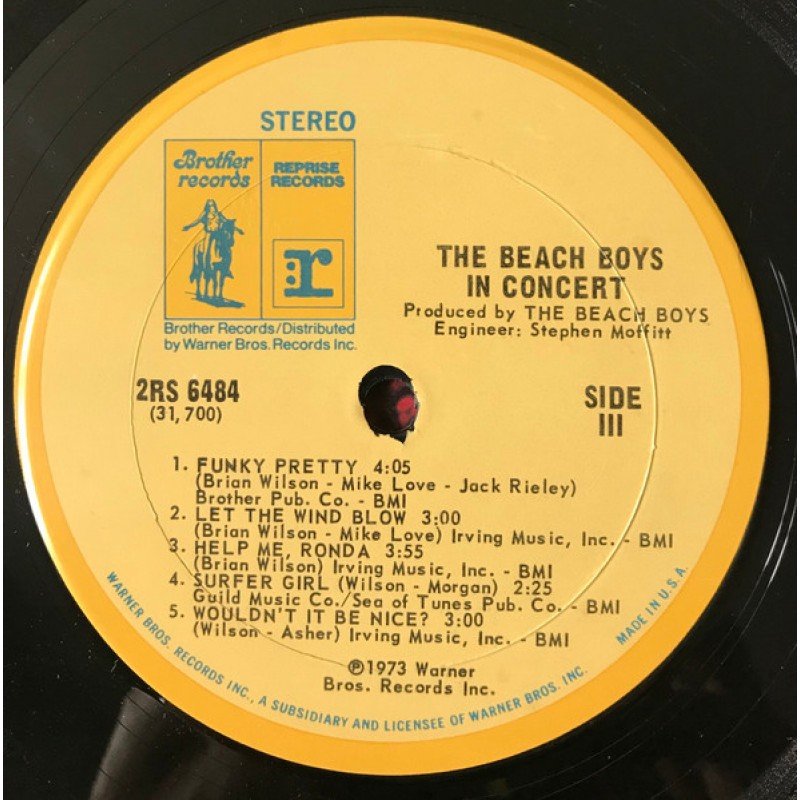 STEREO
Brother
records
REPRISE
RECORDS
:r
Brother Records/Distributed
by Warner Bros. Records Inc.
THE BEACH BOYS
IN CONCERT
Produced by THE BEACH BOYS
Engineer: Stephen Moffitt
2RS 6484
(31,700)
SIDE
III
1. FUNKY PRETTY 4:05
(Brian Wilson - Mike Love - Jack Rieley)
Brother Pub. Co. - BMI
2. LET THE WIND BLOW 3:00
(Brian Wilson - Mike Love) Irving Music, Inc. - BMI
3. HELP ME, RONDA 3:55
(Brian Wilson) Irving Music, Inc. - BMI
4. SURFER GIRL (Wilson - Morgan) 2:25
Guild Music Co./Sea of Tunes Pub. Co. - BMI
5. WOULDN'T IT BE NICE? 3:00
(Wilson - Asher) Irving Music, Inc. - BMI
℗1973 Warner
Bros. Records Inc.
WARNER BROS. RECORDS INC., A SUBSIDIARY AND LICENSEE OF WARNER BROS. INC.
MADE IN U.S.A.